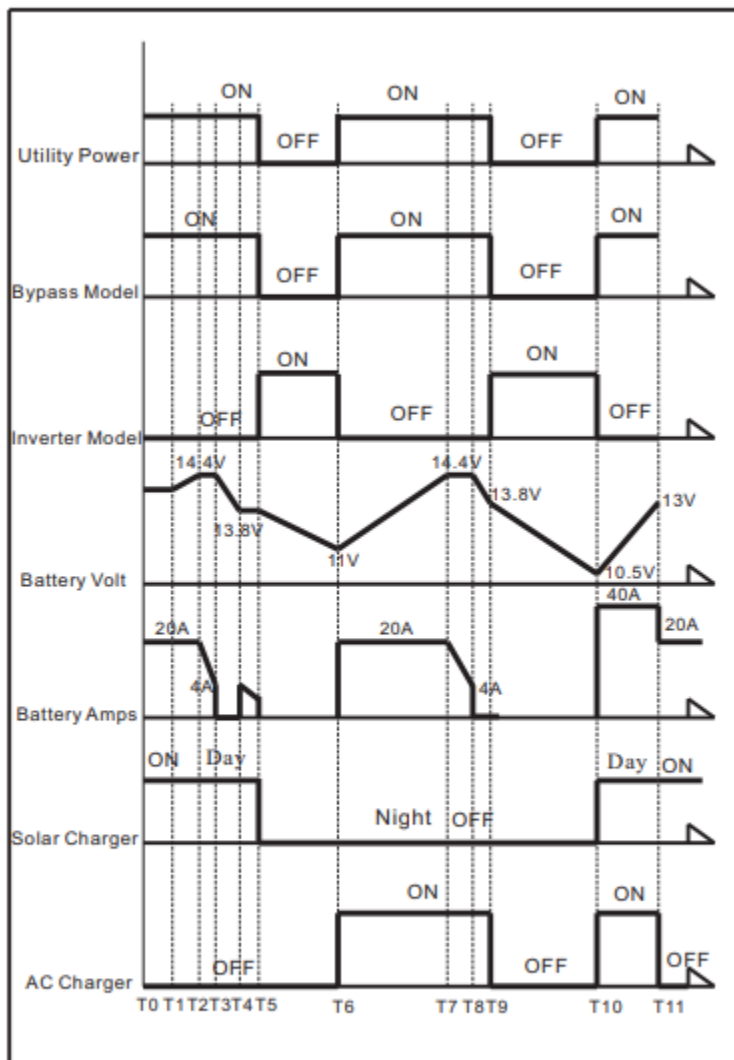 ON
ON
ON
OFF
OFF
Utility Power
ON
ON
ON
OFF
OFF
Bypass Model
ON
ON
OFF
OFF
OFF
Inverter Model
14.4V
14.4V
13.8V
13V
13.8V
11V
10.5V
Battery Volt
40A
20A
20A
20A
4A
4A
Battery Amps
ON Day
Day ON
Night OFF
Solar Charger
ON
ON
OFF
OFF
OFF
AC Charger
T0 T1 T2 T3 T4 T5 T6 T7 T8 T9 T10 T11